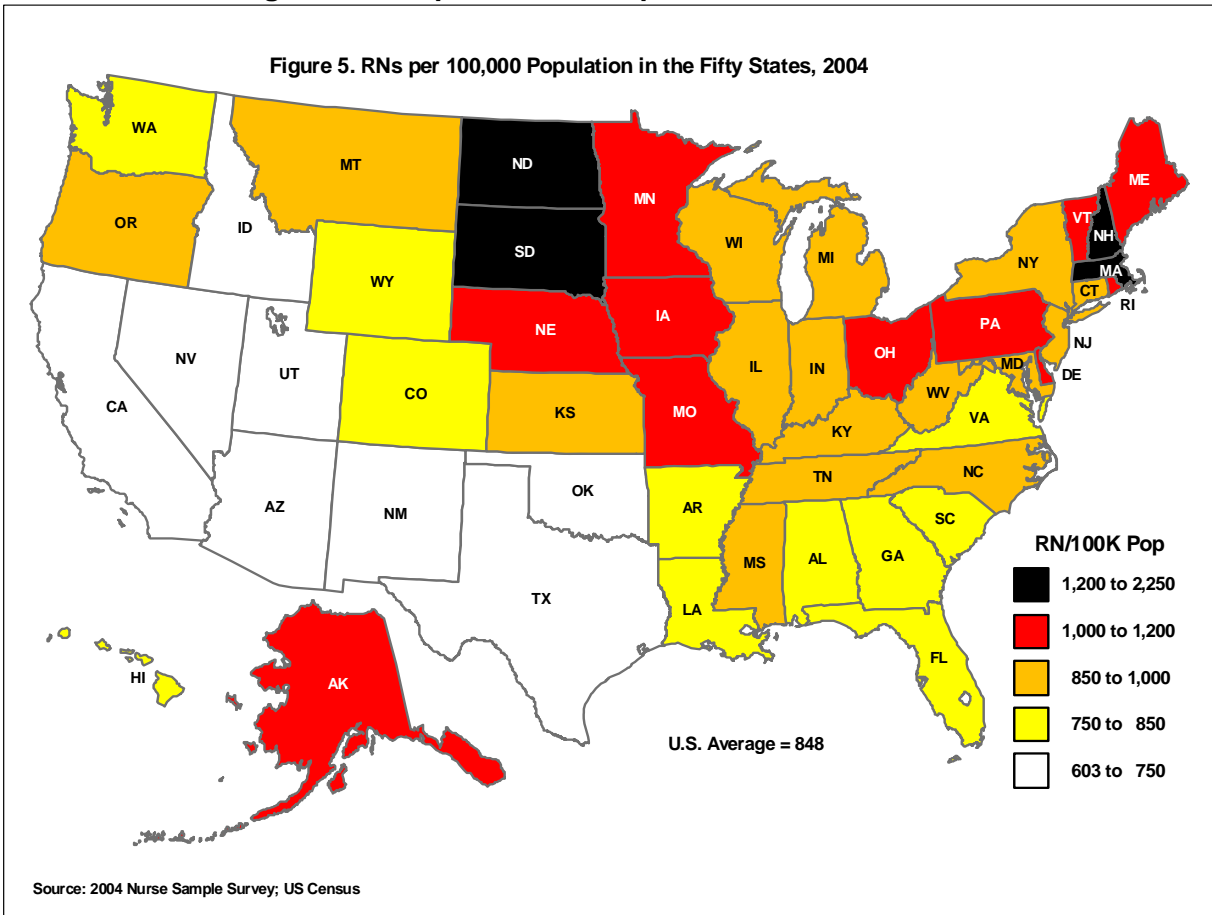 Figure 5. RNs per 100,000 Population in the Fifty States, 2004
WA
MT
ND
MN
ME
OR
ID
VT
NH
WI
SD
MI
NY
MA
WY
CT
RI
IA
NE
PA
NJ
OH
NV
UT
IL
IN
MD
DE
CO
WV
CA
KS
MO
VA
KY
TN
NC
OK
AZ
NM
AR
SC
MS
AL
GA
TX
LA
FL
HI
AK
RN/100K Pop
1,200 to 2,250
1,000 to 1,200
850 to 1,000
750 to 850
603 to 750
U.S. Average = 848
Source: 2004 Nurse Sample Survey; US Census